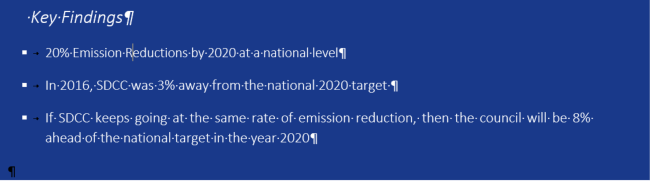 Key Findings
20% Emission Reductions by 2020 at a national level
In 2016, SDCC was 3% away from the national 2020 target
If SDCC keeps going at the same rate of emission reduction, then the council will be 8%
ahead of the national target in the year 2020